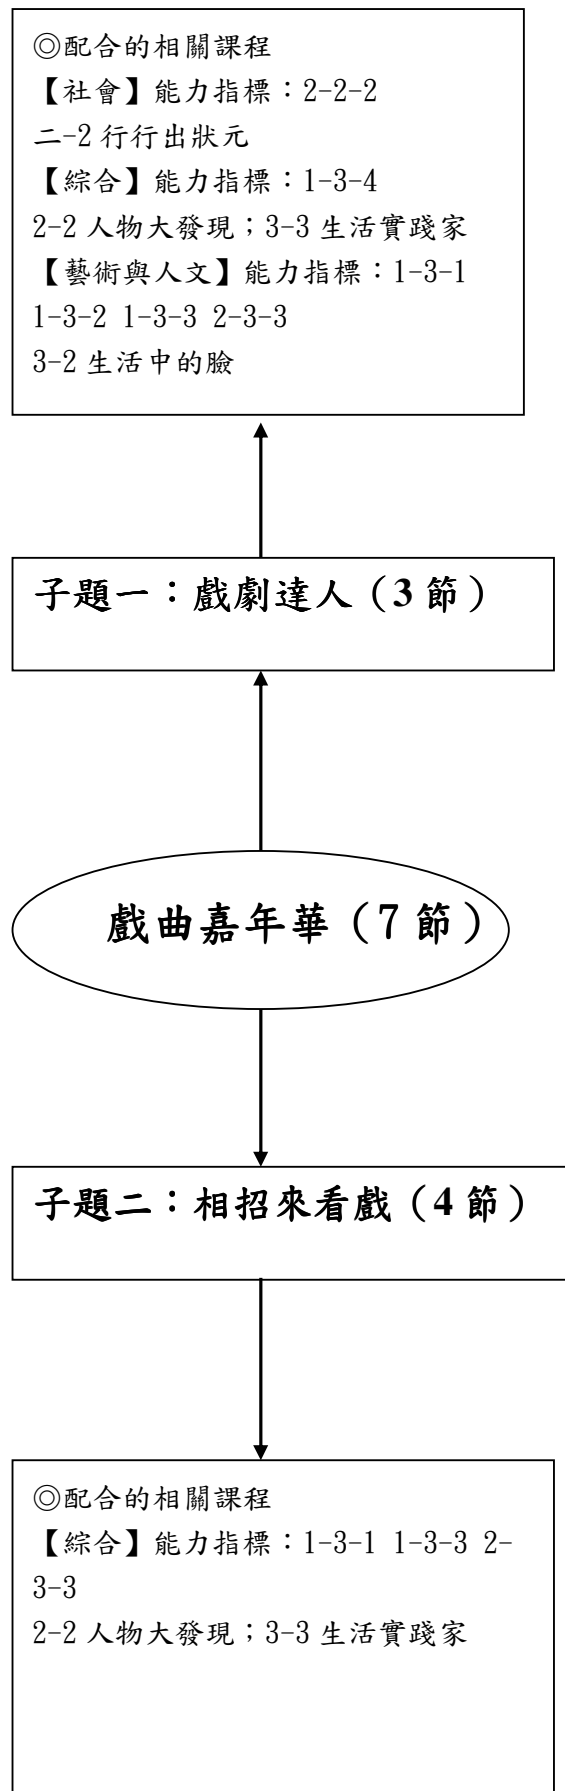 ◎配合的相關課程
【社會】能力指標：2-2-2
二-2 行行出狀元
【綜合】能力指標：1-3-4
2-2 人物大發現；3-3 生活實踐家
【藝術與人文】能力指標：1-3-1
1-3-2 1-3-3 2-3-3
3-2 生活中的臉
子題一：戲劇達人（3 節）
戲曲嘉年華（7 節）
子題二：相招來看戲（4 節）
◎配合的相關課程
【綜合】能力指標：1-3-1 1-3-3 2-
3-3
2-2 人物大發現；3-3 生活實踐家